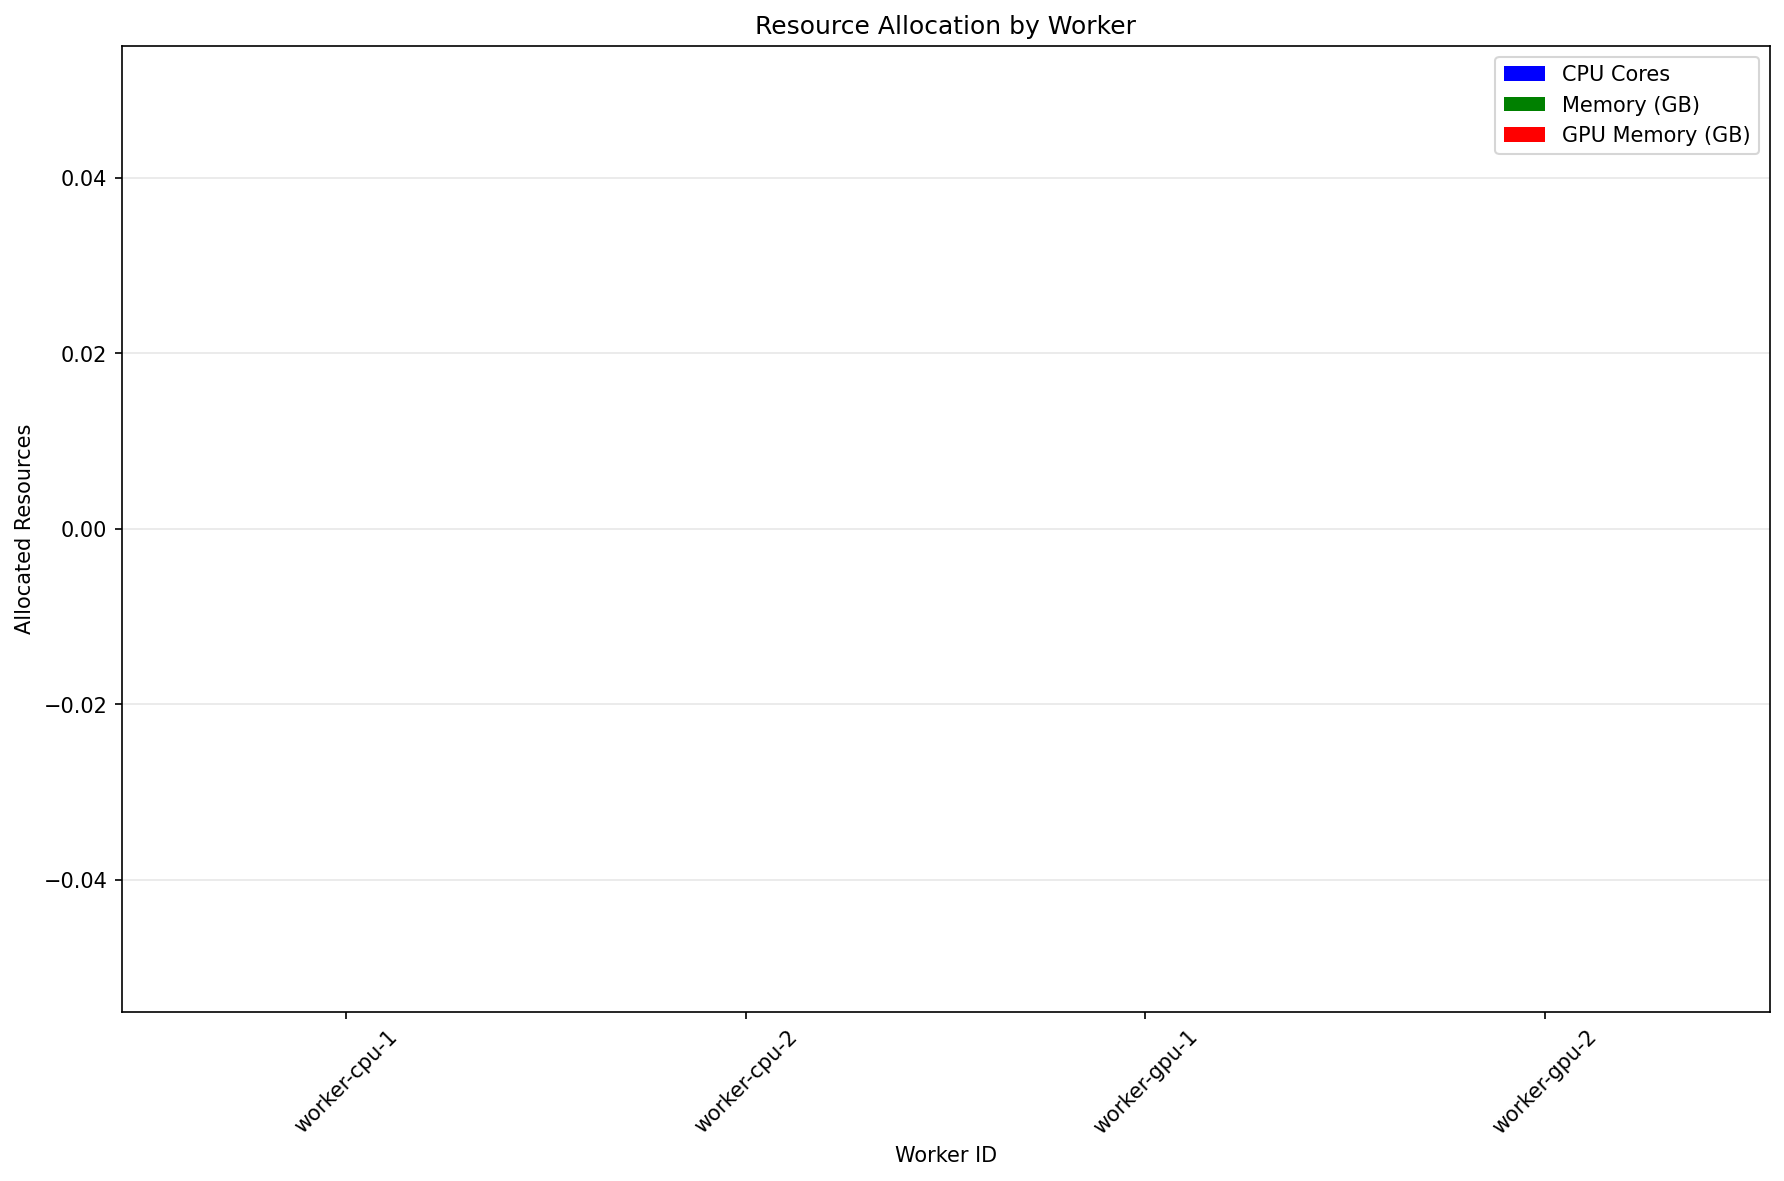 Resource Allocation by Worker
CPU Cores
Memory (GB)
GPU Memory (GB)
0.04
0.02
0.00
−0.02
−0.04
Allocated Resources
worker-cpu-1
worker-cpu-2
worker-gpu-1
worker-gpu-2
Worker ID